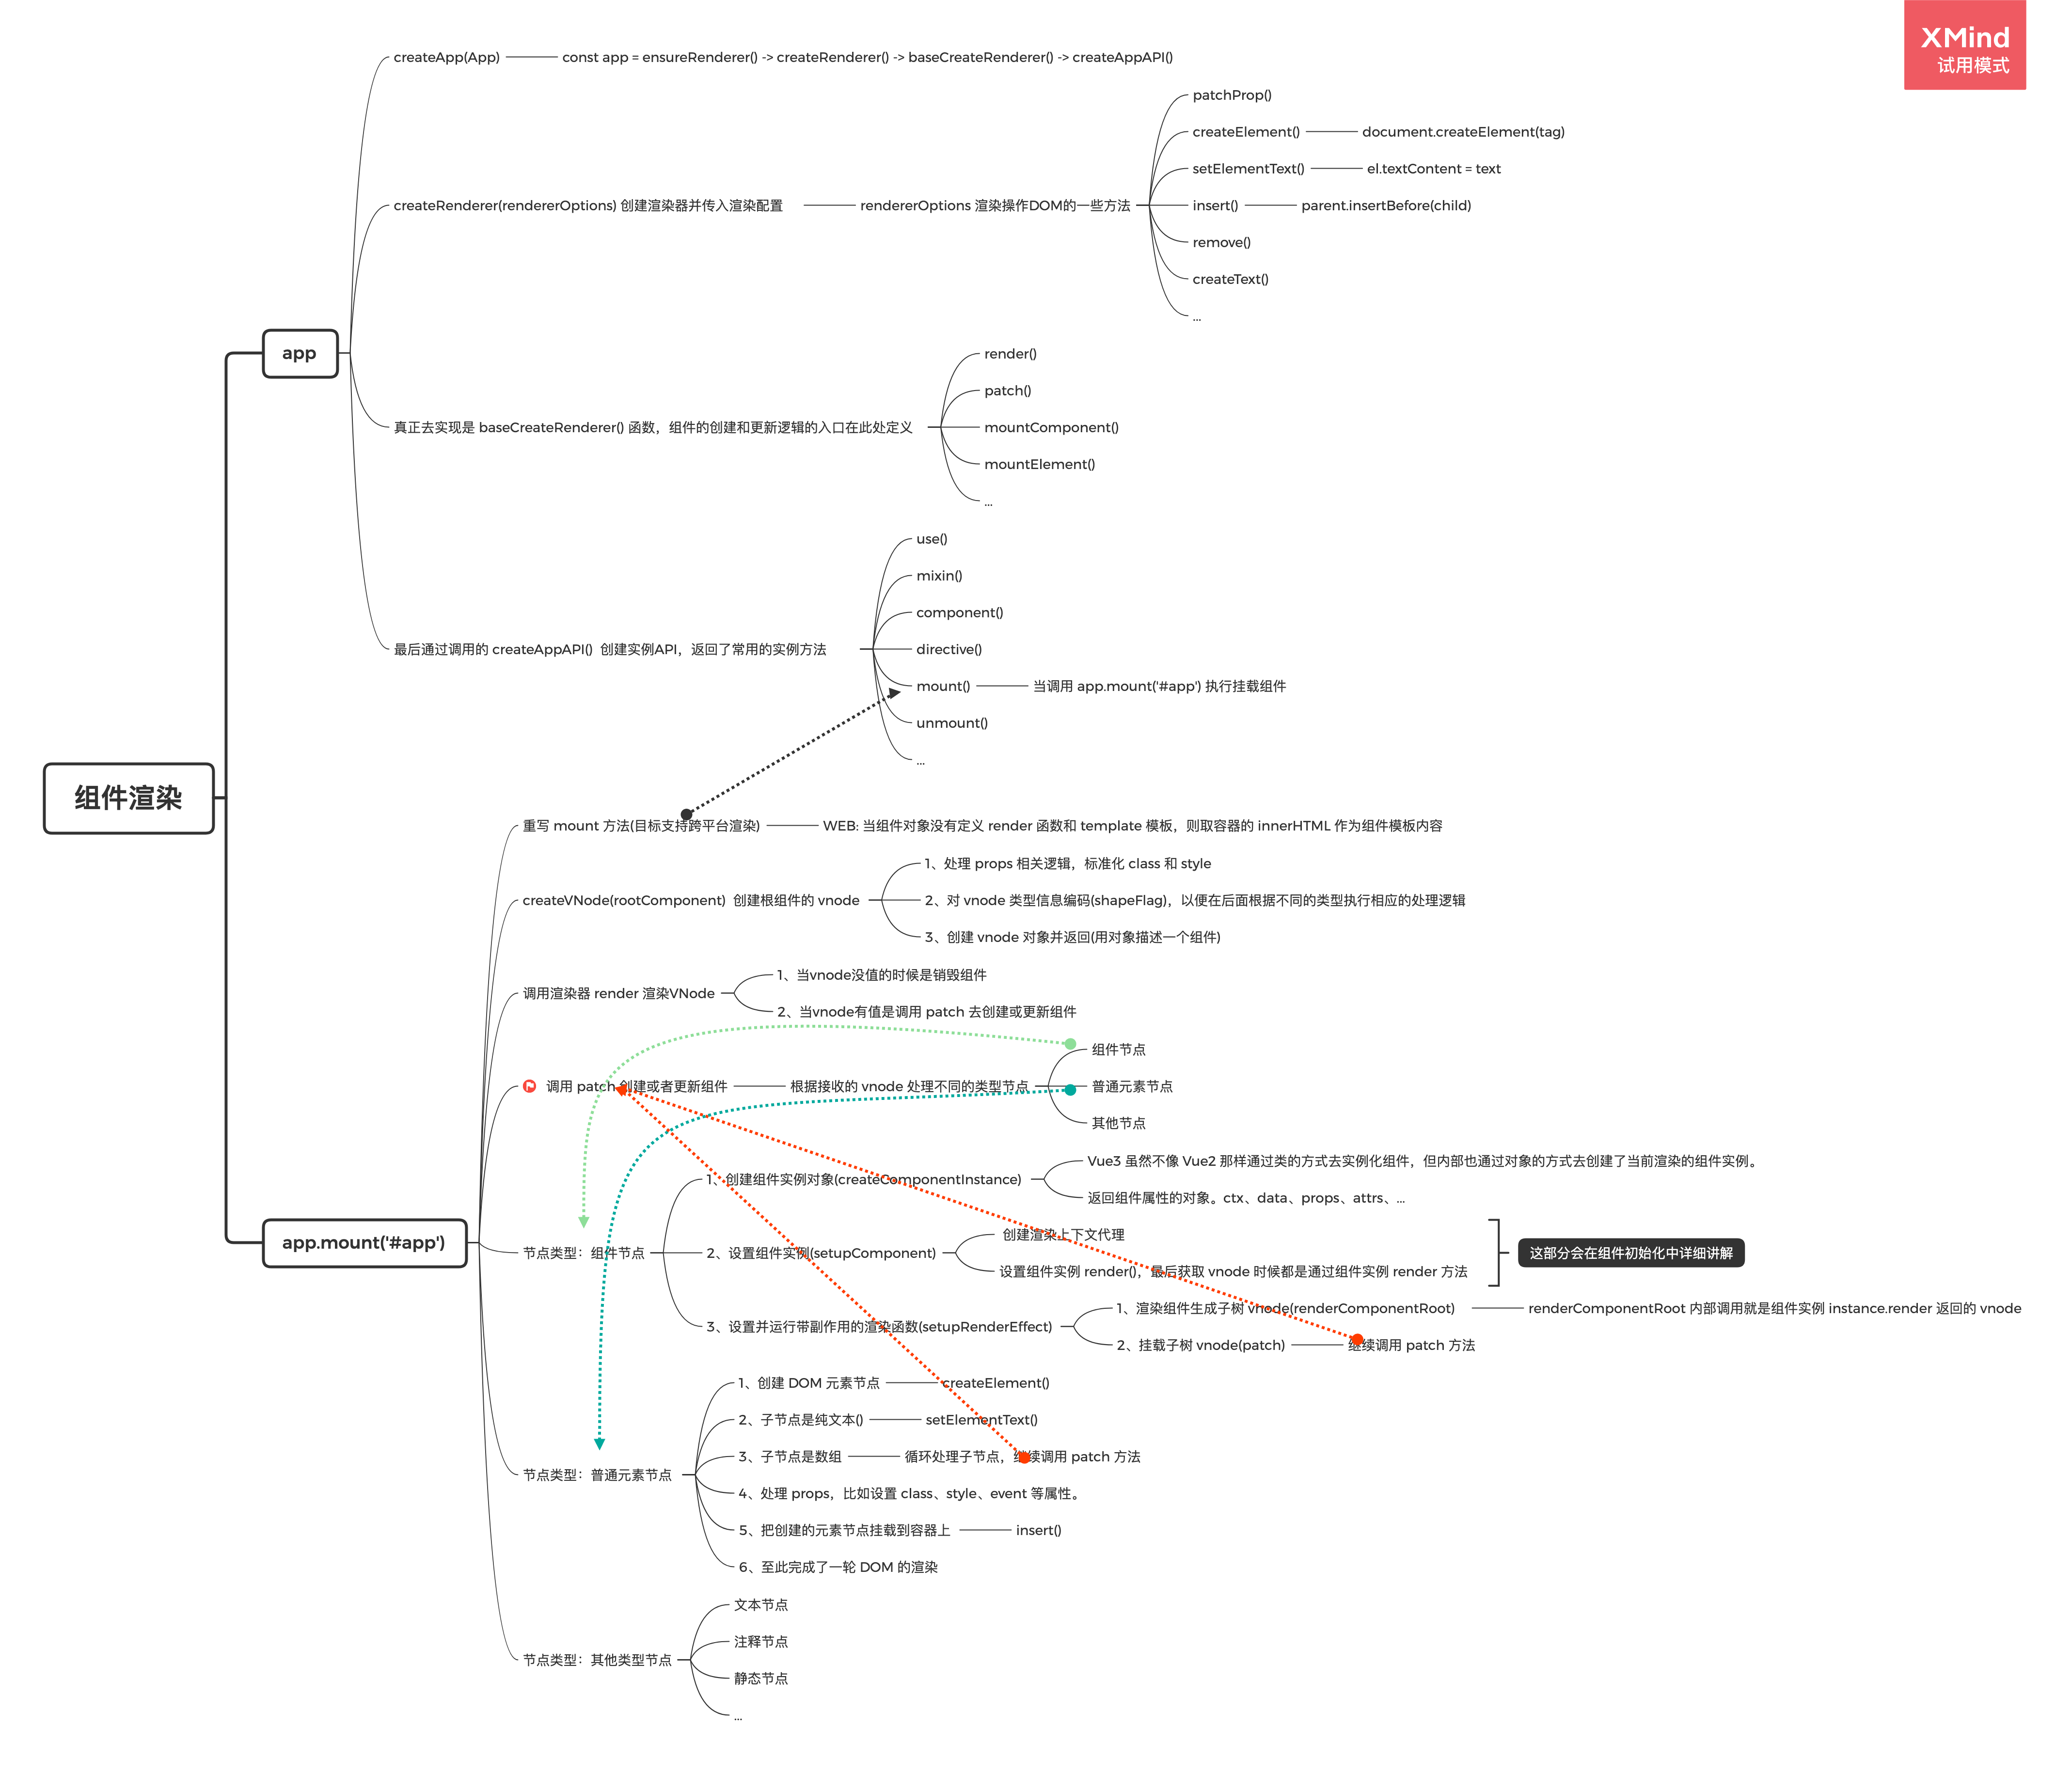 XMind
试用模式
组件渲染
app
createApp(App)
const app = ensureRenderer() -> createRenderer() -> baseCreateRenderer() -> createAppAPI()
createRenderer(rendererOptions) 创建渲染器并传入渲染配置
rendererOptions 渲染操作DOM的一些方法
patchProp()
createElement()
document.createElement(tag)
setElementText()
el.textContent = text
insert()
parent.insertBefore(child)
remove()
createText()
...
真正去实现是 baseCreateRenderer() 函数，组件的创建和更新逻辑的入口在此处定义
render()
patch()
mountComponent()
mountElement()
...
最后通过调用的 createAppAPI() 创建实例API，返回了常用的实例方法
use()
mixin()
component()
directive()
mount()
当调用 app.mount('#app') 执行挂载组件
unmount()
...
app.mount('#app')
重写 mount 方法(目标支持跨平台渲染)
WEB: 当组件对象没有定义 render 函数和 template 模板，则取容器的 innerHTML 作为组件模板内容
createVNode(rootComponent) 创建根组件的 vnode
1、处理 props 相关逻辑，标准化 class 和 style
2、对 vnode 类型信息编码(shapeFlag)，以便在后面根据不同的类型执行相应的处理逻辑
3、创建 vnode 对象并返回(用对象描述一个组件)
调用渲染器 render 渲染VNode
1、当vnode没值的时候是销毁组件
2、当vnode有值是调用 patch 去创建或更新组件
调用 patch 创建或者更新组件
根据接收的 vnode 处理不同的类型节点
组件节点
普通元素节点
其他节点
节点类型：组件节点
1、创建组件实例对象(createComponentInstance)
Vue3 虽然不像 Vue2 那样通过类的方式去实例化组件，但内部也通过对象的方式去创建了当前渲染的组件实例。
返回组件属性的对象。ctx、data、props、attrs、...
2、设置组件实例(setupComponent)
创建渲染上下文代理
设置组件实例 render()，最后获取 vnode 时候都是通过组件实例 render 方法
这部分会在组件初始化中详细讲解
3、设置并运行带副作用的渲染函数(setupRenderEffect)
1、渲染组件生成子树 vnode(renderComponentRoot)
renderComponentRoot 内部调用就是组件实例 instance.render 返回的 vnode
2、挂载子树 vnode(patch)
继续调用 patch 方法
节点类型：普通元素节点
1、创建 DOM 元素节点
createElement()
2、子节点是纯文本()
setElementText()
3、子节点是数组
循环处理子节点，继续调用 patch 方法
4、处理 props，比如设置 class、style、event 等属性。
5、把创建的元素节点挂载到容器上
insert()
6、至此完成了一轮 DOM 的渲染
节点类型：其他类型节点
文本节点
注释节点
静态节点
...